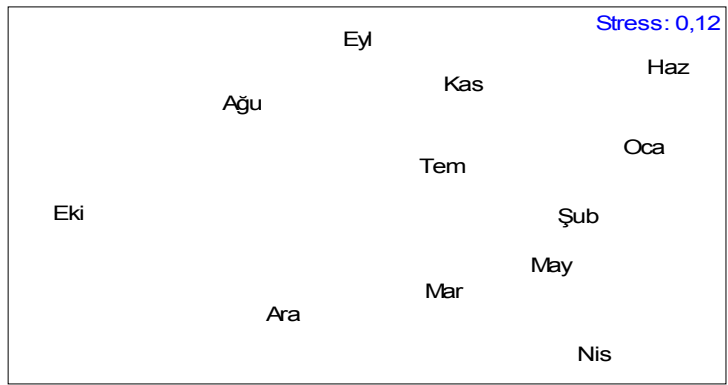 Stress: 0,12
Eyl
Haz
Kas
Ağu
Oca
Tem
Eki
Şub
May
Mar
Ara
Nis